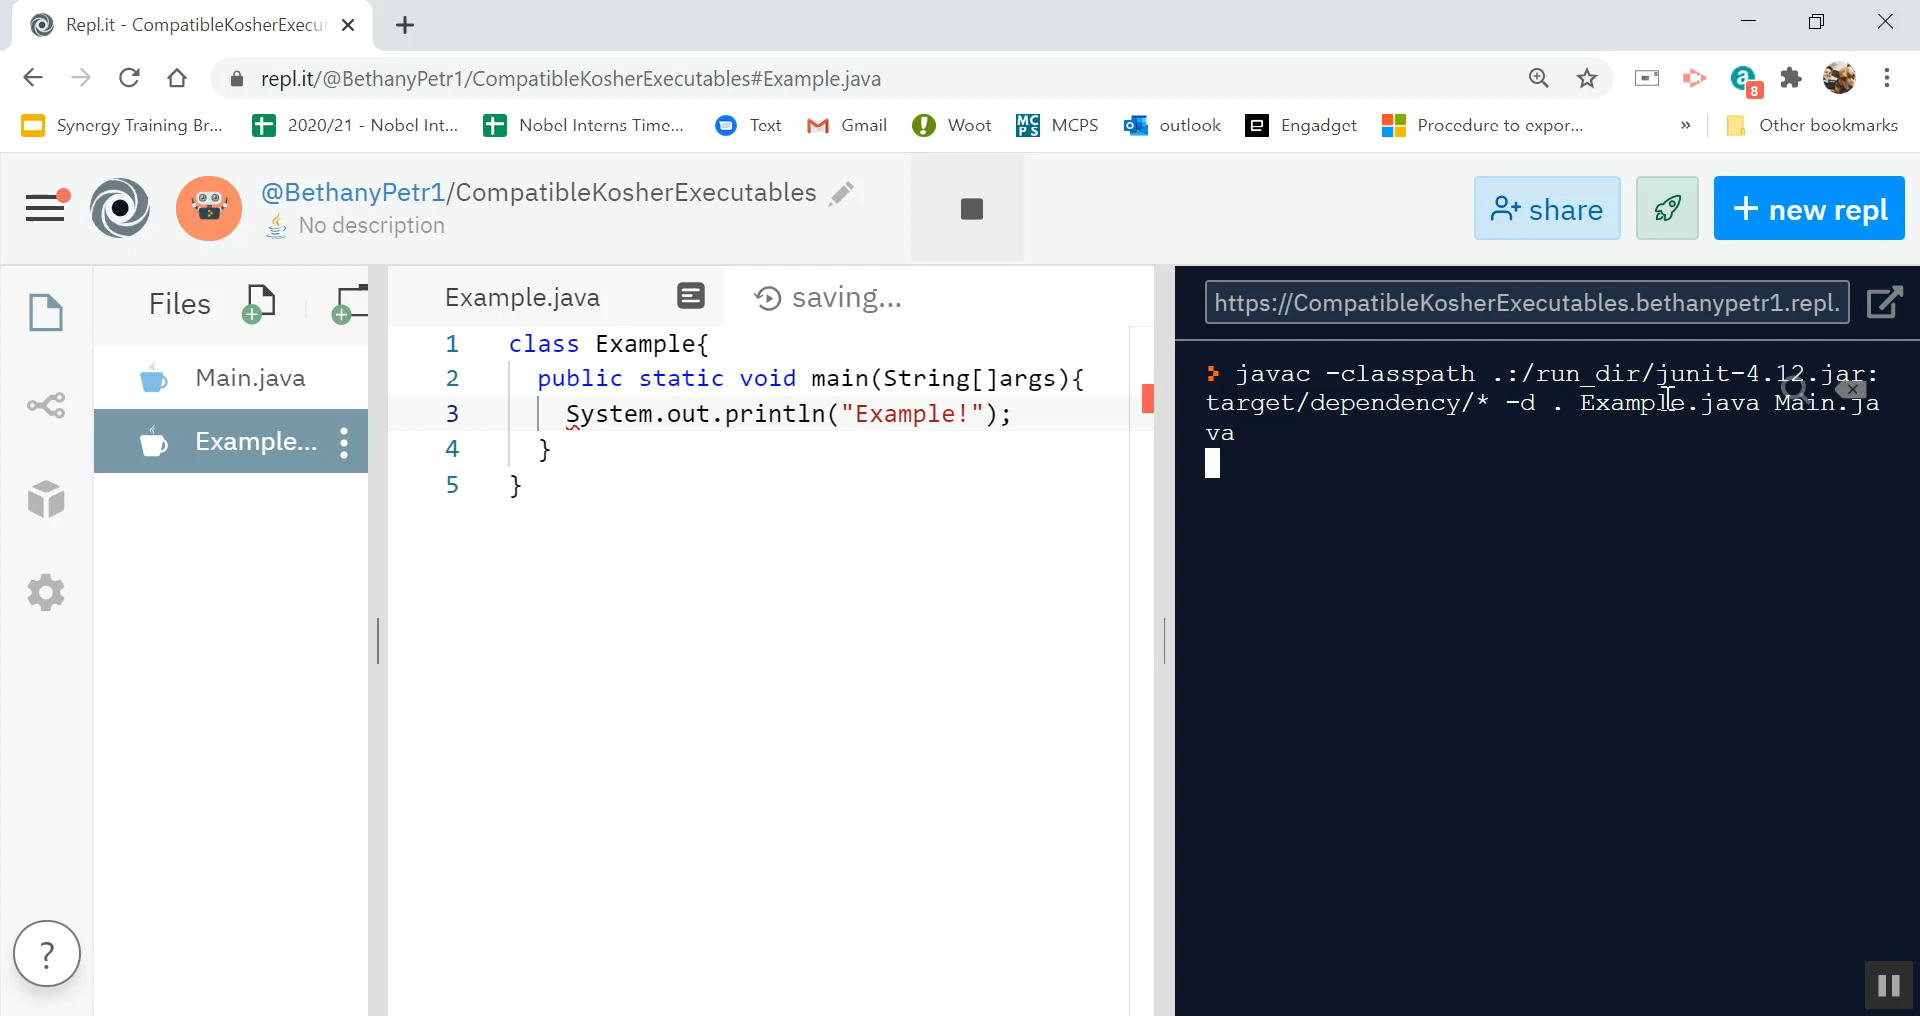 Repl.it - CompatibleKosherExecut
repl.it/@BethanyPetr1/CompatibleKosherExecutables#Example.java
a
8
Synergy Training Br...
2020/21 - Nobel Int...
Nobel Interns Time...
Text
Gmail
Woot
MC
PS
MCPS
outlook
e
Engadget
Procedure to expor...
»
Other bookmarks
@BethanyPetr1/CompatibleKosherExecutables
No description
share
+ new repl
Files
Main.java
Example...
Example.java
saving...
1 class Example{
2 public static void main(String[]args){
3 System.out.println("Example!");
4 }
5 }
https://CompatibleKosherExecutables.bethanypetr1.repl.
javac -classpath .:/run_dir/junit-4.12.jar:
target/dependency/* -d . Example.java Main.ja
va
?